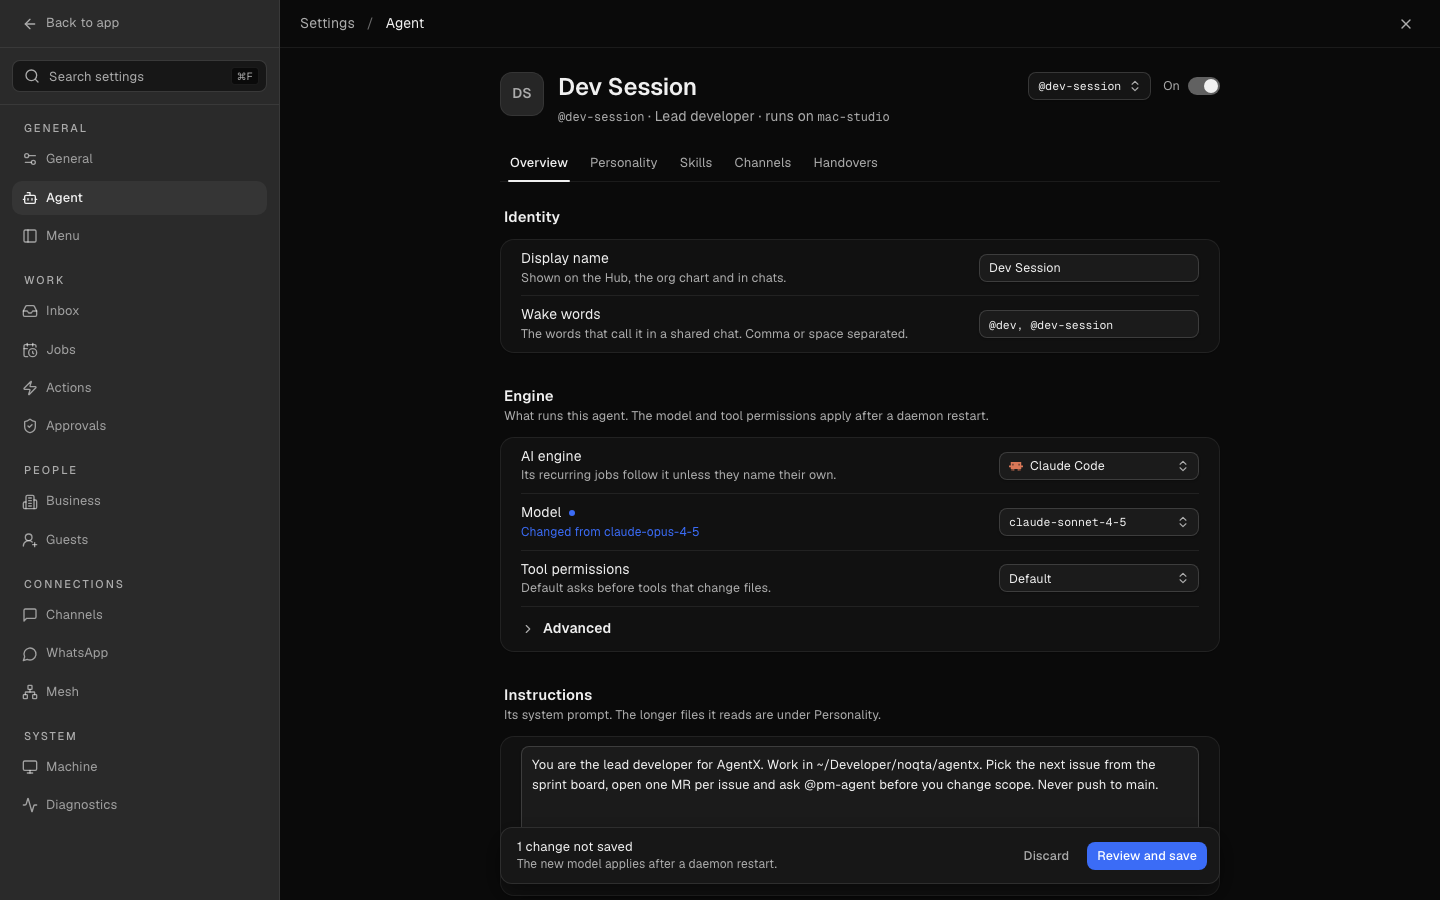 Back to app
Search settings ⌘F
GENERAL
General
Agent
Menu
WORK
Inbox
Jobs
Actions
Approvals
PEOPLE
Business
Guests
CONNECTIONS
Channels
WhatsApp
Mesh
SYSTEM
Machine
Diagnostics
Settings / Agent
DS
Dev Session
@dev-session · Lead developer · runs on mac-studio
@dev-session
On
Overview Personality Skills Channels Handovers
Identity
Display name
Shown on the Hub, the org chart and in chats.
Dev Session
Wake words
The words that call it in a shared chat. Comma or space separated.
@dev, @dev-session
Engine
What runs this agent. The model and tool permissions apply after a daemon restart.
AI engine
Its recurring jobs follow it unless they name their own.
Claude Code
Model
Changed from claude-opus-4-5
claude-sonnet-4-5
Tool permissions
Default asks before tools that change files.
Default
Advanced
Instructions
Its system prompt. The longer files it reads are under Personality.
You are the lead developer for AgentX. Work in ~/Developer/noqta/agentx. Pick the next issue from the
sprint board, open one MR per issue and ask @pm-agent before you change scope. Never push to main.
1 change not saved
The new model applies after a daemon restart.
Discard
Review and save